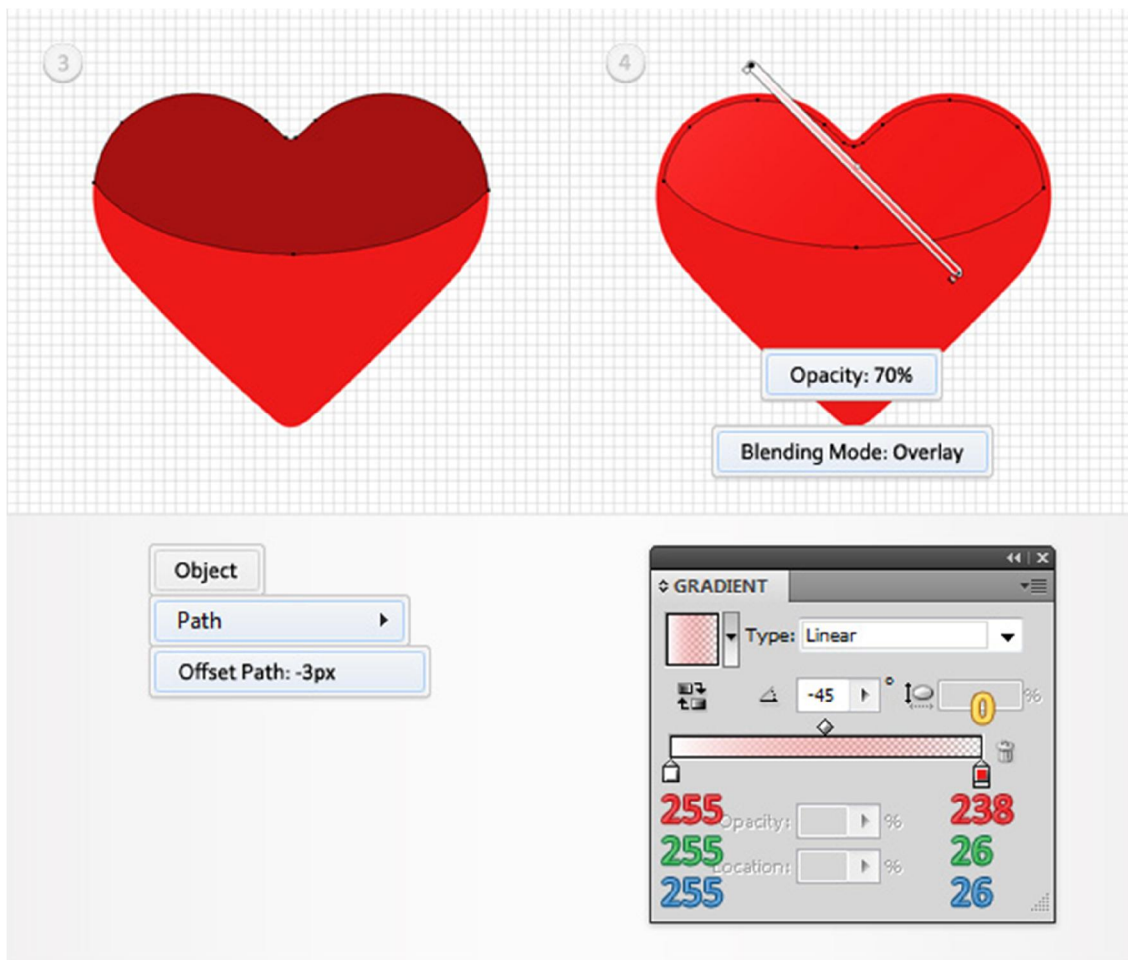 3
4
Opacity: 70%
Blending Mode: Overlay
Object
Path
Offset Path: -3px
GRADIENT
Type: Linear
-45 °
0 %
255 238
Opacity: %
255 26
Location: %
255 26